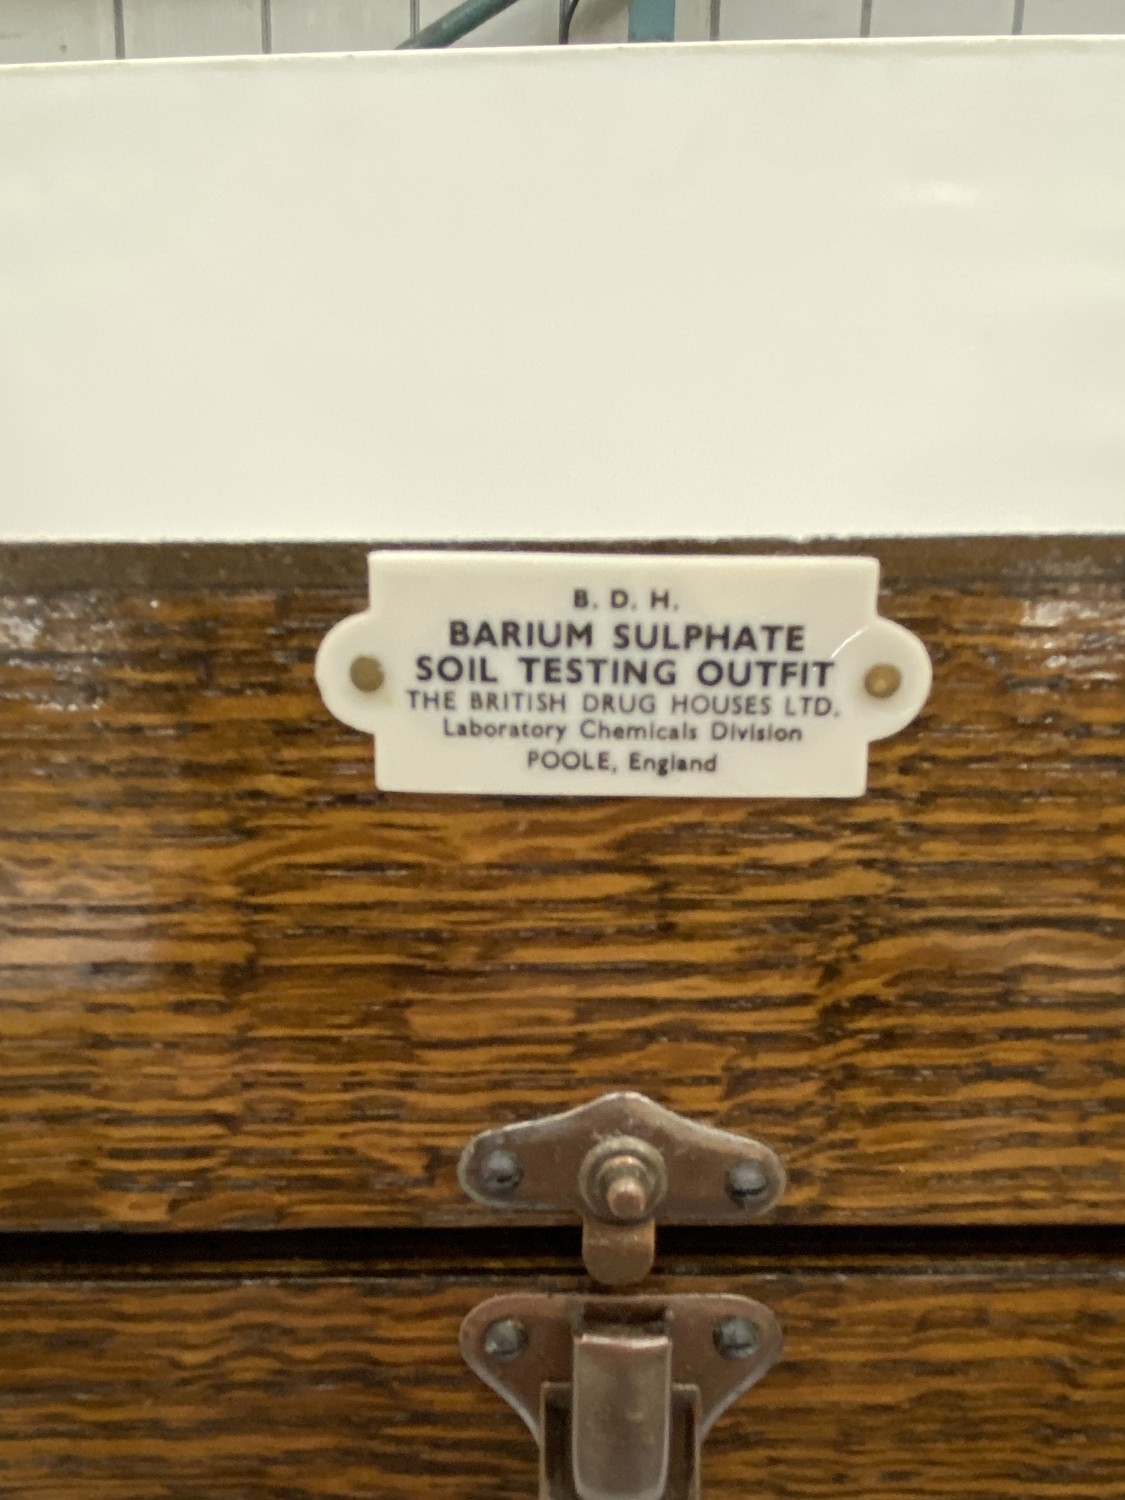 B. D. H.
BARIUM SULPHATE
SOIL TESTING OUTFIT
THE BRITISH DRUG HOUSES LTD.
Laboratory Chemicals Division
POOLE, England